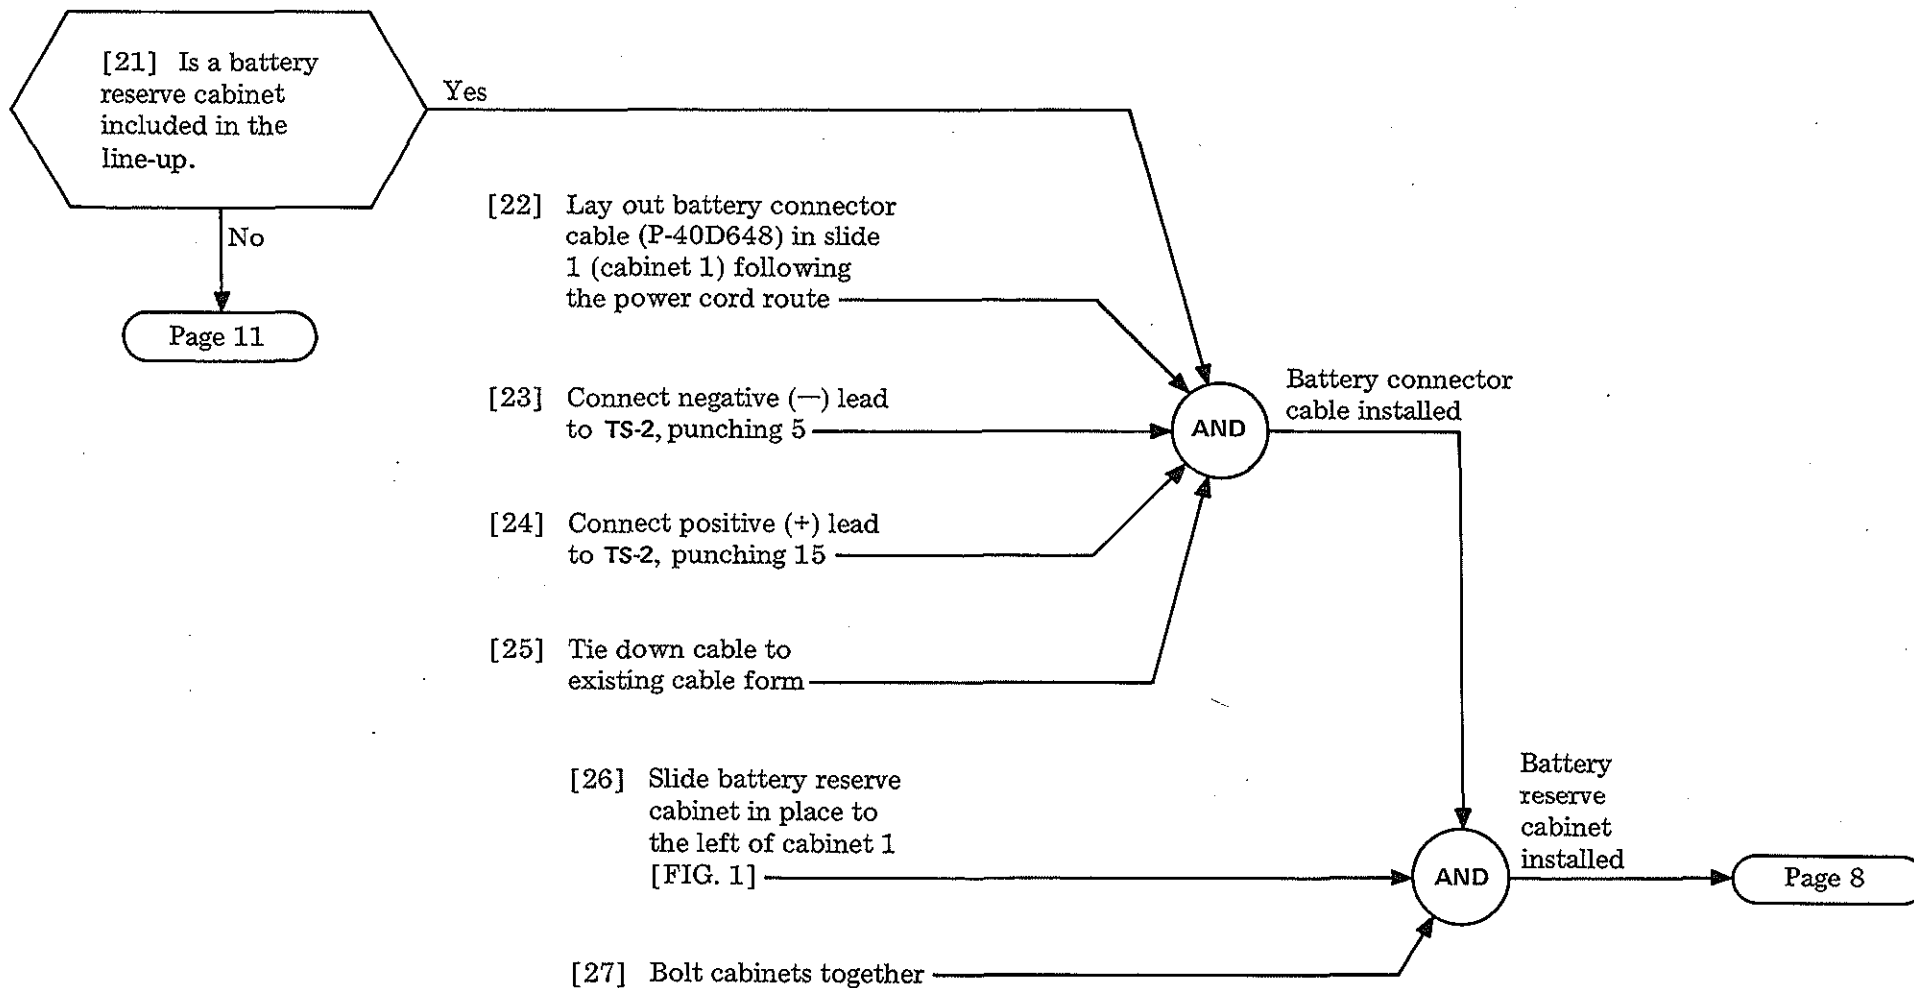 [21] Is a battery
reserve cabinet
included in the
line-up.
Yes
No
Page 11
[22] Lay out battery connector
cable (P-40D648) in slide
1 (cabinet 1) following
the power cord route
[23] Connect negative (—) lead
to TS-2, punching 5
[24] Connect positive (+) lead
to TS-2, punching 15
[25] Tie down cable to
existing cable form
AND
Battery connector
cable installed
[26] Slide battery reserve
cabinet in place to
the left of cabinet 1
[FIG. 1]
[27] Bolt cabinets together
AND
Battery
reserve
cabinet
installed
Page 8